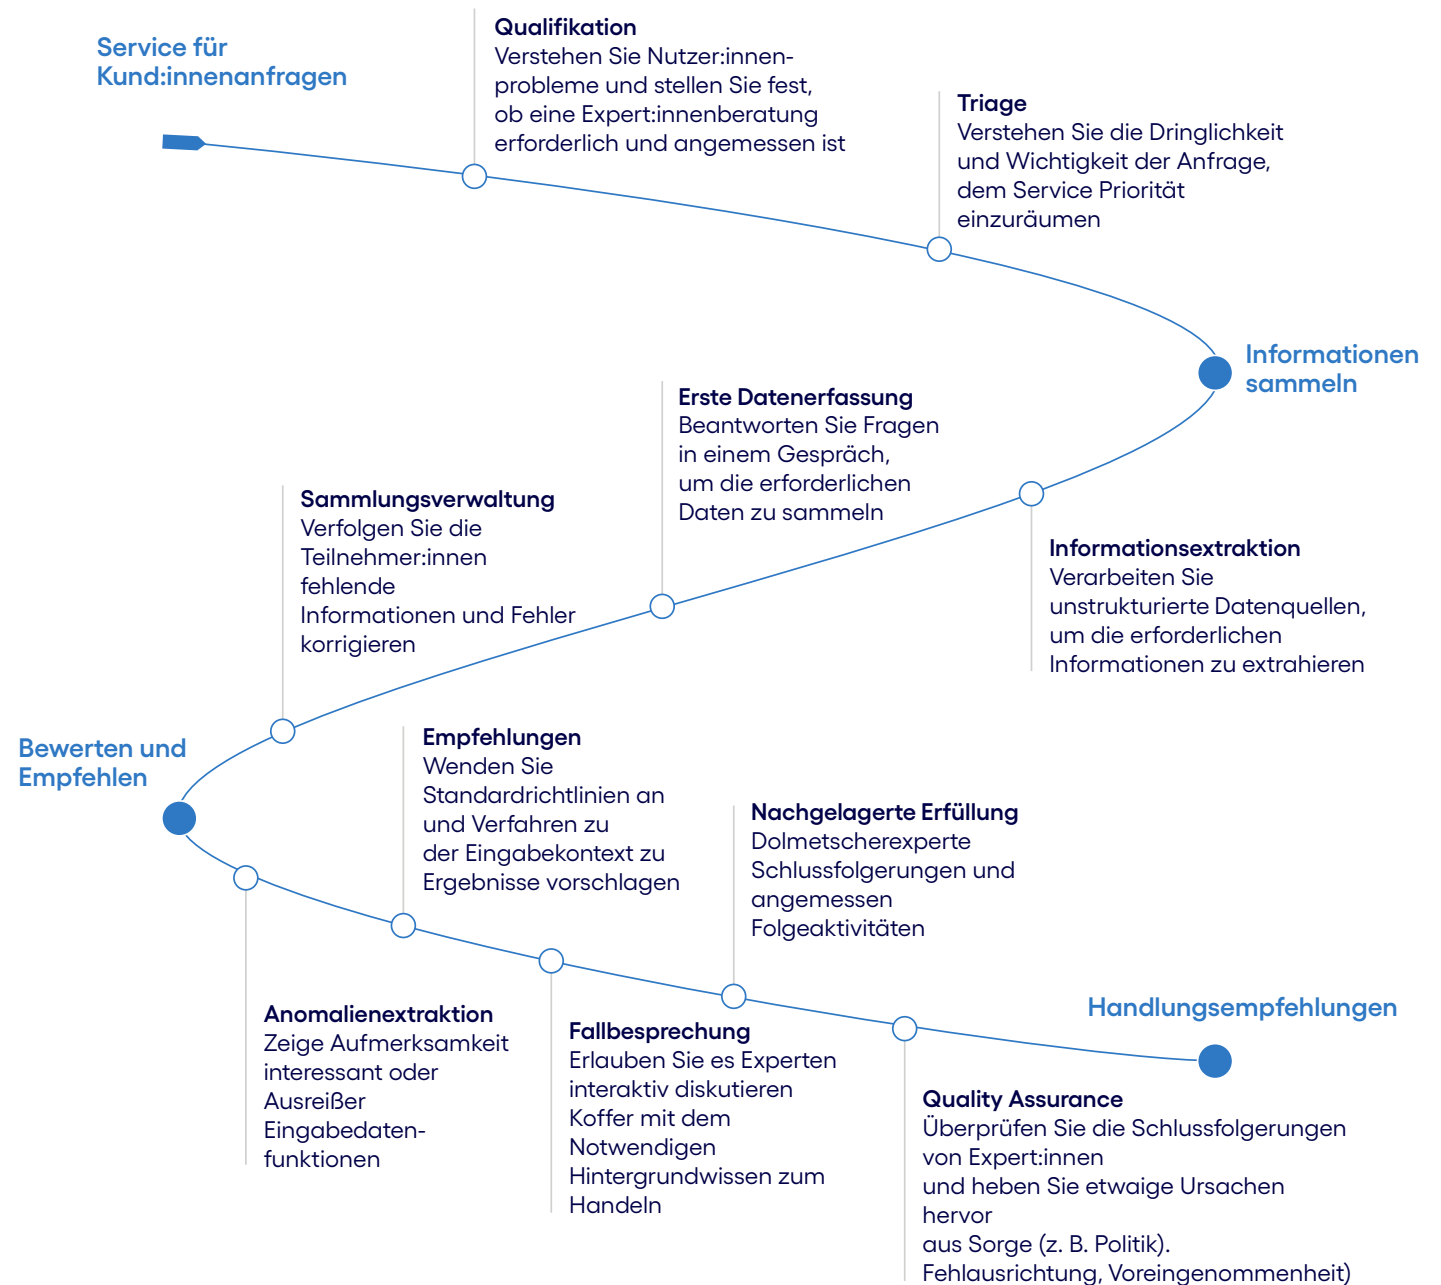 Service für
Kund:innenanfragen
Qualifikation
Verstehen Sie Nutzer:innen-
probleme und stellen Sie fest,
ob eine Expert:innenberatung
erforderlich und angemessen ist
Triage
Verstehen Sie die Dringlichkeit
und Wichtigkeit der Anfrage,
dem Service Priorität
einzuräumen
Informationen
sammeln
Erste Datenerfassung
Beantworten Sie Fragen
in einem Gespräch,
um die erforderlichen
Daten zu sammeln
Sammlungsverwaltung
Verfolgen Sie die
Teilnehmer:innen
fehlende
Informationen und Fehler
korrigieren
Informationsextraktion
Verarbeiten Sie
unstrukturierte Datenquellen,
um die erforderlichen
Informationen zu extrahieren
Bewerten und
Empfehlen
Empfehlungen
Wenden Sie
Standardrichtlinien an
und Verfahren zu
der Eingabekontext zu
Ergebnisse vorschlagen
Nachgelagerte Erfüllung
Dolmetscherexperte
Schlussfolgerungen und
angemessen
Folgeaktivitäten
Handlungsempfehlungen
Anomalienextraktion
Zeige Aufmerksamkeit
interessant oder
Ausreißer
Eingabedaten-
funktionen
Fallbesprechung
Erlauben Sie es Experten
interaktiv diskutieren
Koffer mit dem
Notwendigen
Hintergrundwissen zum
Handeln
Quality Assurance
Überprüfen Sie die Schlussfolgerungen
von Expert:innen
und heben Sie etwaige Ursachen
hervor
aus Sorge (z. B. Politik).
Fehlausrichtung, Voreingenommenheit)